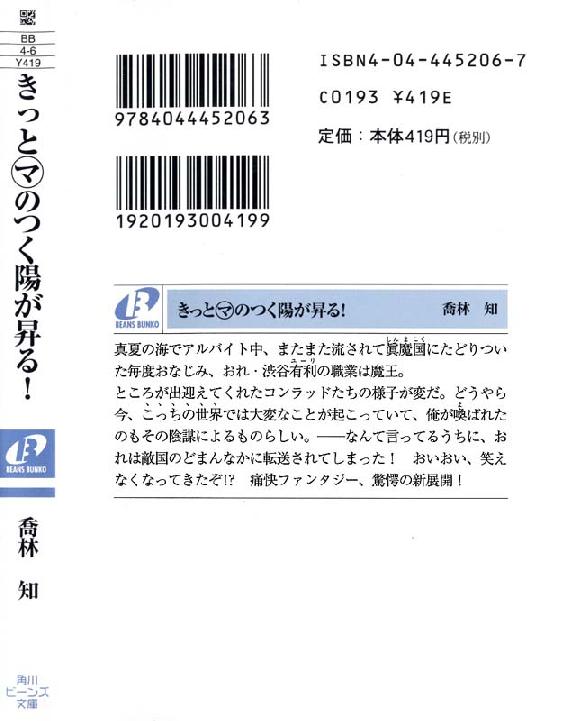 BB
4-6
Y419
きっと㋮のつく陽が昇る!
BEANS BUNKO
喬林 知
角川
ビーンズ
文庫
9784044452063
1920193004199
ISBN4-04-445206-7
C0193 ¥419E
定価:本体419円(税別)
BEANS BUNKO
きっと㋮のつく陽が昇る! 喬林 知
真夏の海でアルバイト中、またまた流されて眞魔国にたどりつい
た毎度おなじみ、おれ・渋谷有利の職業は魔王。
ところが出迎えてくれたコンラッドたちの様子が変だ。どうやら
今、こっちの世界では大変なことが起こっていて、俺が喚ばれた
のもその陰謀によるものらしい。――なんて言ってるうちに、お
れは敵国のどまんなかに転送されてしまった! おいおい、笑え
なくなってきたぞ!? 痛快ファンタジー、驚愕の新展開!